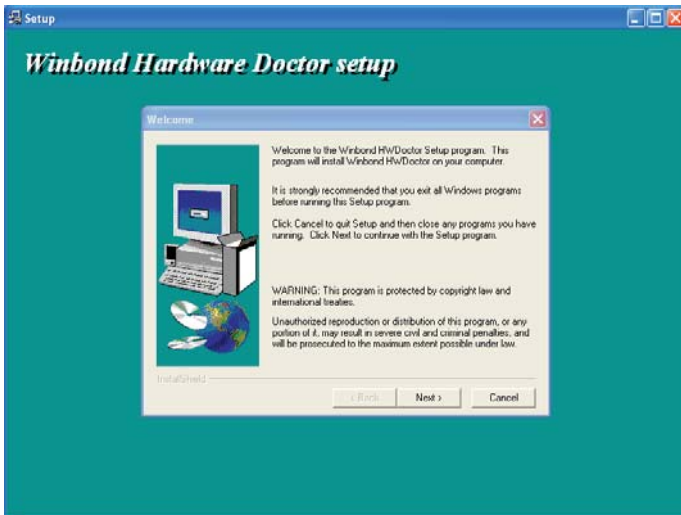 Setup
Winbond Hardware Doctor setup
Welcome
Welcome to the Winbond HWDoctor Setup program. This
program will install Winbond HWDoctor on your computer.
It is strongly recommended that you exit all Windows programs
before running this Setup program.
Click Cancel to quit Setup and then close any programs you have
running. Click Next to continue with the Setup program.
WARNING: This program is protected by copyright law and
international treaties.
Unauthorized reproduction or distribution of this program, or any
portion of it, may result in severe civil and criminal penalties, and
will be prosecuted to the maximum extent possible under law.
InstallShield
< Back Next > Cancel